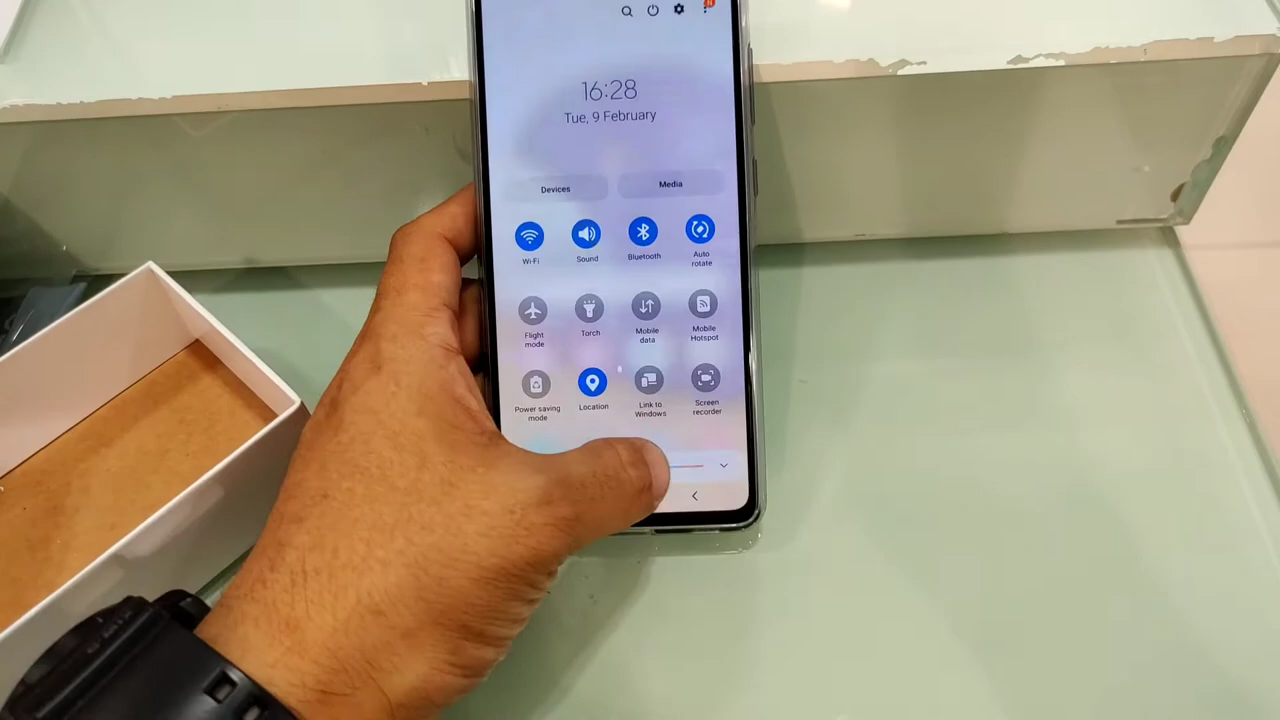 N
16:28
Tue, 9 February
Devices
Media
Wi-Fi
Sound
Bluetooth
Auto
rotate
Flight
mode
Torch
Mobile
data
Mobile
Hotspot
Power saving
mode
Location
Link to
Windows
Screen
recorder